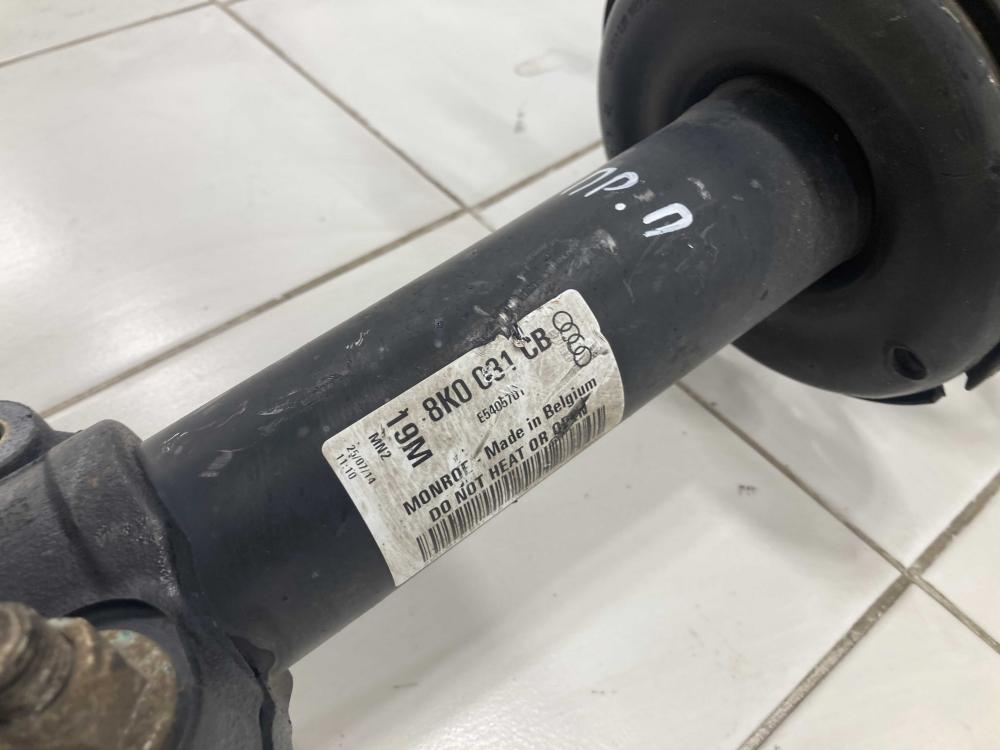 ПР. П
8K0 031 CB
E5405701
19M
MN2
25/07/14
11:10
MONROE - Made in Belgium
DO NOT HEAT OR OPEN